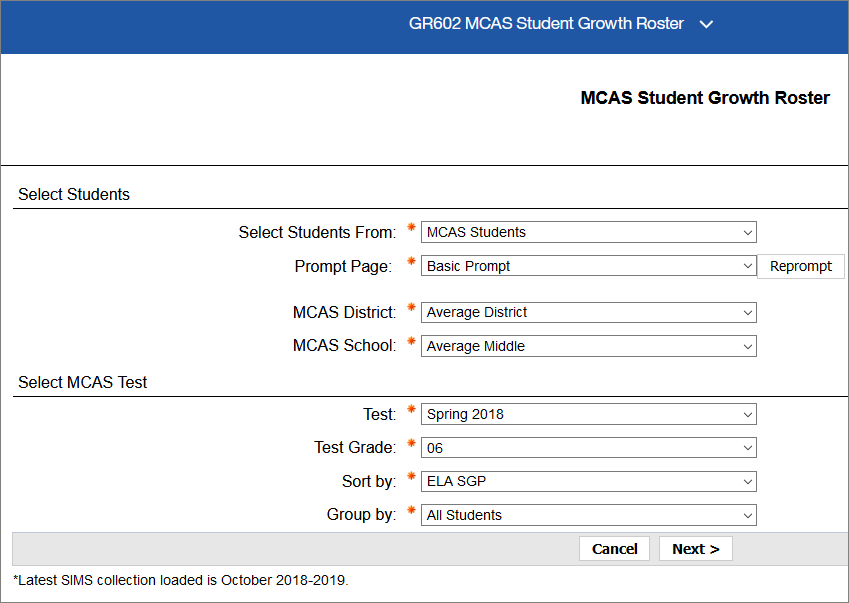 GR602 MCAS Student Growth Roster
MCAS Student Growth Roster
Select Students
Select Students From: * MCAS Students
Prompt Page: * Basic Prompt Reprompt
MCAS District: * Average District
MCAS School: * Average Middle
Select MCAS Test
Test: * Spring 2018
Test Grade: * 06
Sort by: * ELA SGP
Group by: * All Students
Cancel Next >
*Latest SIMS collection loaded is October 2018-2019.